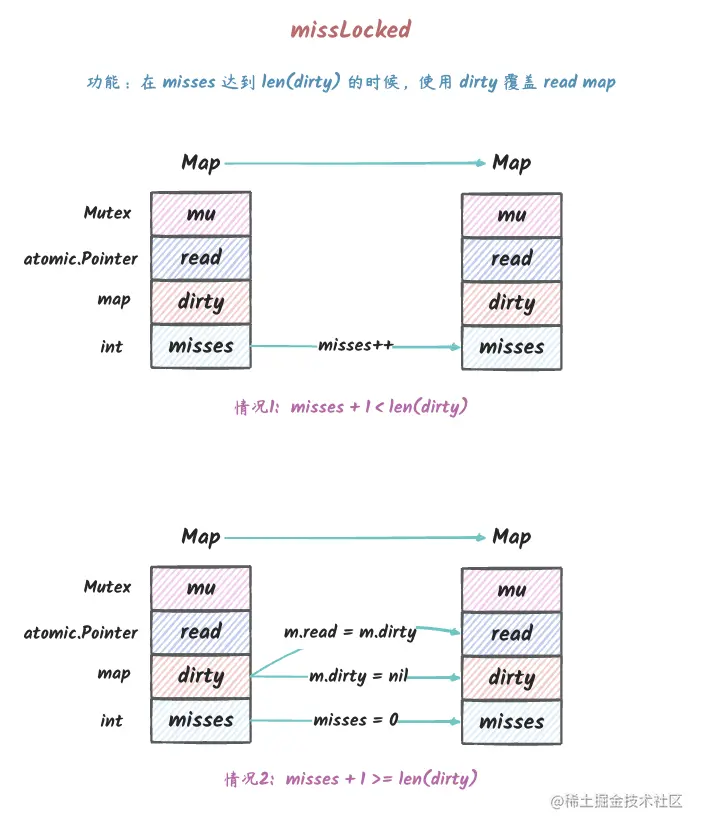 missLocked
功能：在 misses 达到 len(dirty) 的时候，使用 dirty 覆盖 read map
Map Map
Mutex mu mu
atomic.Pointer read read
map dirty dirty
int misses misses++ misses
情况1: misses + 1 < len(dirty)
Map Map
Mutex mu mu
atomic.Pointer read m.read = m.dirty read
map dirty m.dirty = nil dirty
int misses misses = 0 misses
情况2: misses + 1 >= len(dirty)
@稀土掘金技术社区